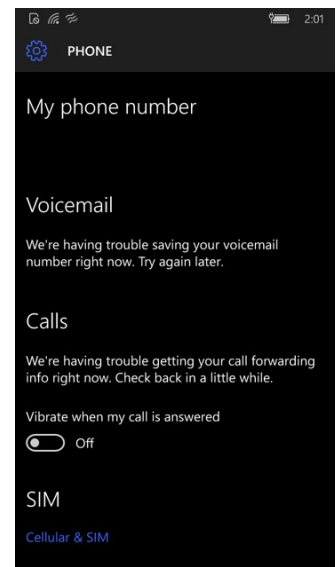 2:01
PHONE
My phone number
Voicemail
We're having trouble saving your voicemail
number right now. Try again later.
Calls
We're having trouble getting your call forwarding
info right now. Check back in a little while.
Vibrate when my call is answered
Off
SIM
Cellular & SIM